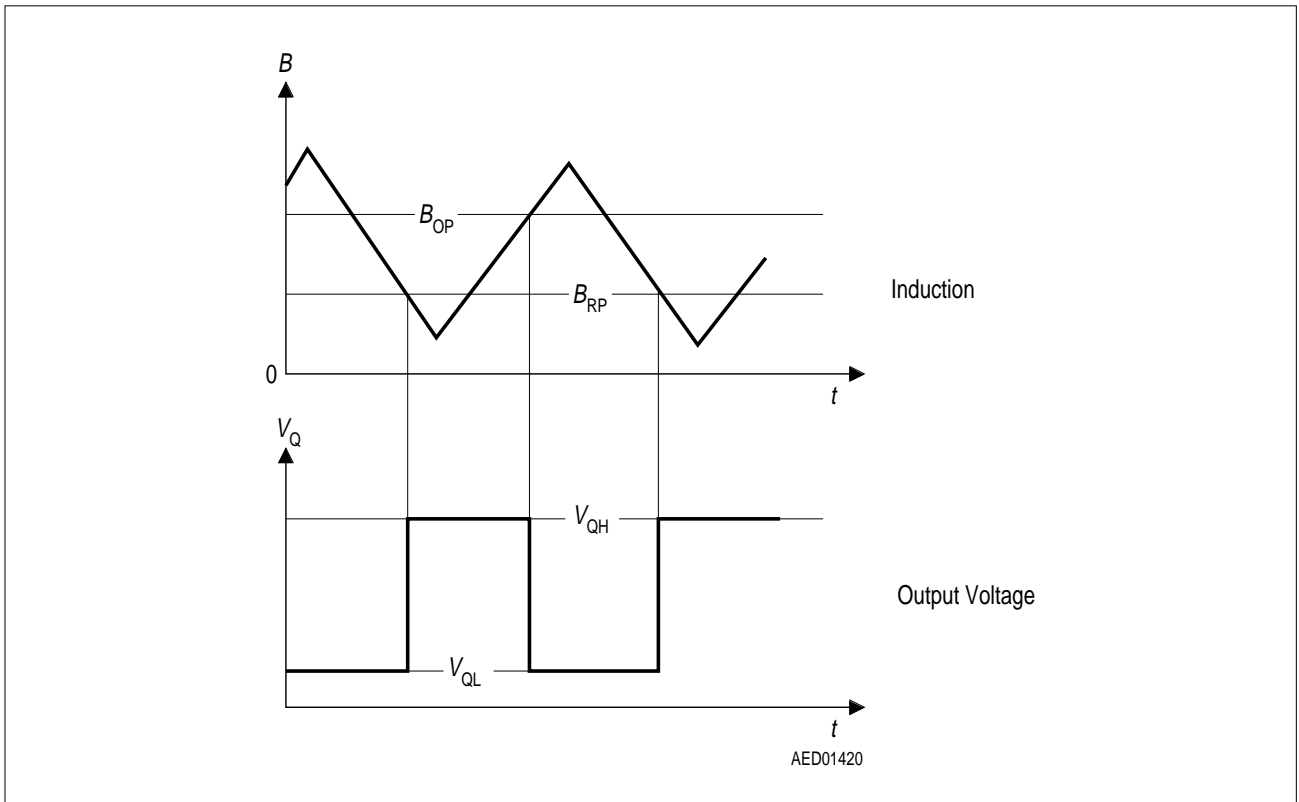 B
B_OP
B_RP
Induction
0
t
V_Q
V_QH
Output Voltage
V_QL
t
AED01420